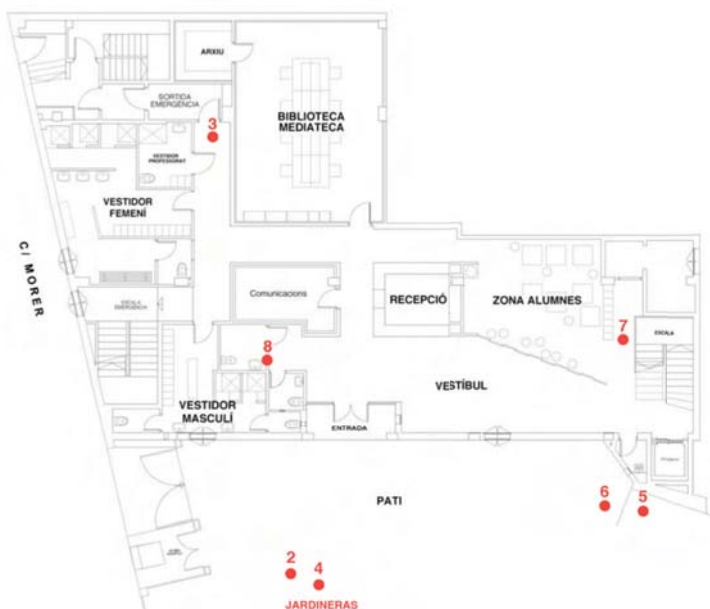 ARXIU
SORTIDA
EMERGÈNCIA
3
BIBLIOTECA
MEDIATECA
VESTIDOR
PROFESSORAT
VESTIDOR
FEMENÍ
C/ MORER
Comunicacions
RECEPCIÓ
ZONA ALUMNES
ESCALA
EMERGENCIA
7
ESCALA
8
VESTÍBUL
VESTIDOR
MASCULÍ
ENTRADA
PATI
6
5
2
4
JARDINERAS